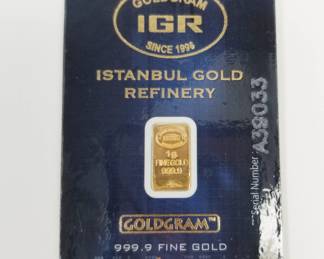 GOLDGRAM
IGR
SINCE 1996
ISTANBUL GOLD
REFINERY
1g
FINE GOLD
999.9
Serial Number A39033
GOLDGRAM™
999.9 FINE GOLD